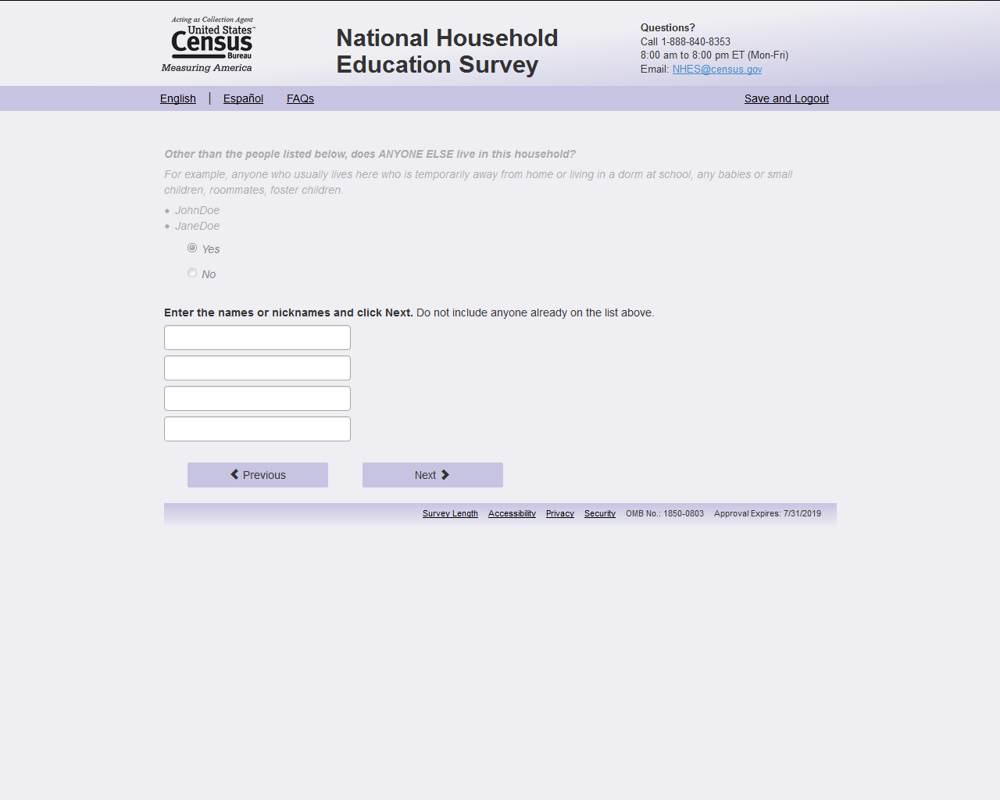 Acting as Collection Agent
United States™
Census
Bureau
Measuring America
National Household
Education Survey
Questions?
Call 1-888-840-8353
8:00 am to 8:00 pm ET (Mon-Fri)
Email: NHES@census.gov
English | Español FAQs Save and Logout
Other than the people listed below, does ANYONE ELSE live in this household?
For example, anyone who usually lives here who is temporarily away from home or living in a dorm at school, any babies or small
children, roommates, foster children.
• JohnDoe
• JaneDoe
Yes
No
Enter the names or nicknames and click Next. Do not include anyone already on the list above.
Previous Next
Survey Length Accessibility Privacy Security OMB No.: 1850-0803 Approval Expires: 7/31/2019